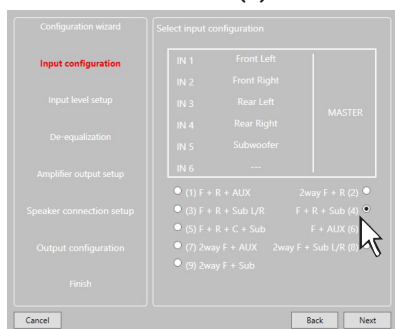 Configuration wizard
Input configuration
Input level setup
De-equalization
Amplifier output setup
Speaker connection setup
Output configuration
Finish
Select input configuration
IN 1 Front Left
IN 2 Front Right
IN 3 Rear Left
IN 4 Rear Right
IN 5 Subwoofer
IN 6 ---
MASTER
(1) F + R + AUX 2way F + R (2)
(3) F + R + Sub L/R F + R + Sub (4)
(5) F + R + C + Sub F + AUX (6)
(7) 2way F + AUX 2way F + Sub L/R (8)
(9) 2way F + Sub
Cancel Back Next